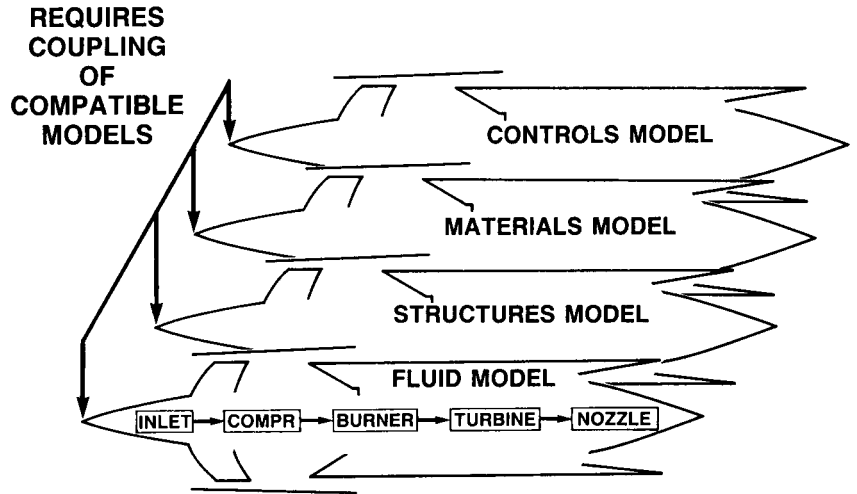 REQUIRES
COUPLING
OF
COMPATIBLE
MODELS
CONTROLS MODEL
MATERIALS MODEL
STRUCTURES MODEL
FLUID MODEL
INLET COMPR BURNER TURBINE NOZZLE